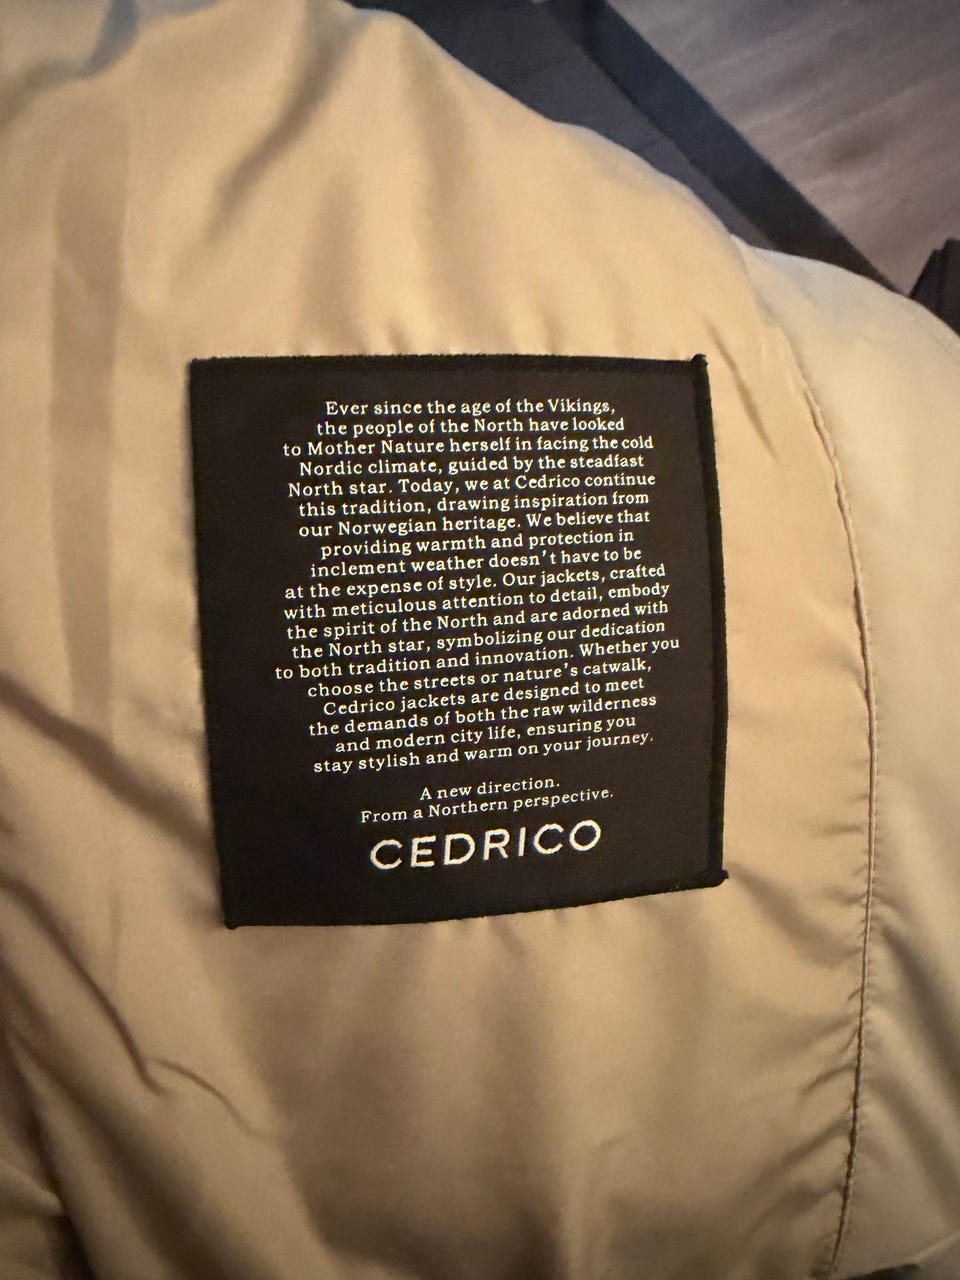 Ever since the age of the Vikings,
the people of the North have looked
to Mother Nature herself in facing the cold
Nordic climate, guided by the steadfast
North star. Today, we at Cedrico continue
this tradition, drawing inspiration from
our Norwegian heritage. We believe that
providing warmth and protection in
inclement weather doesn't have to be
at the expense of style. Our jackets, crafted
with meticulous attention to detail, embody
the spirit of the North and are adorned with
the North star, symbolizing our dedication
to both tradition and innovation. Whether you
choose the streets or nature's catwalk,
Cedrico jackets are designed to meet
the demands of both the raw wilderness
and modern city life, ensuring you
stay stylish and warm on your journey.
A new direction.
From a Northern perspective.
CEDRICO